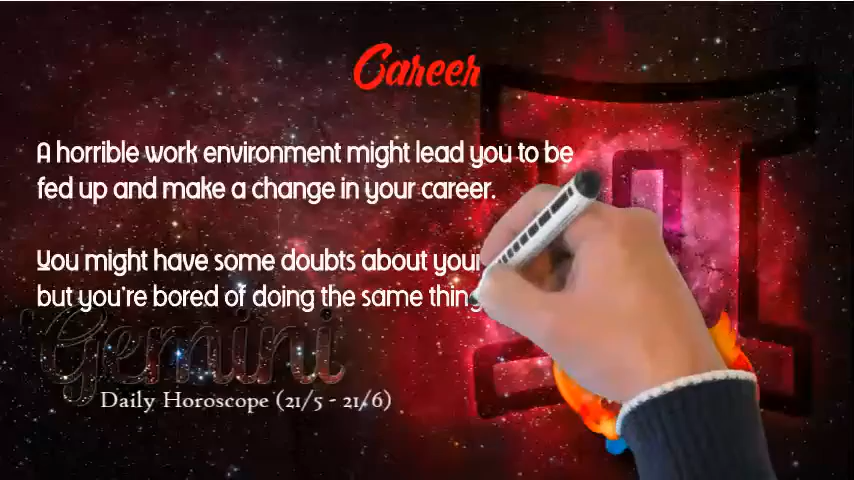 Career
A horrible work environment might lead you to be
fed up and make a change in your career.
You might have some doubts about your
but you're bored of doing the same thing
Gemini
Daily Horoscope (21/5 - 21/6)